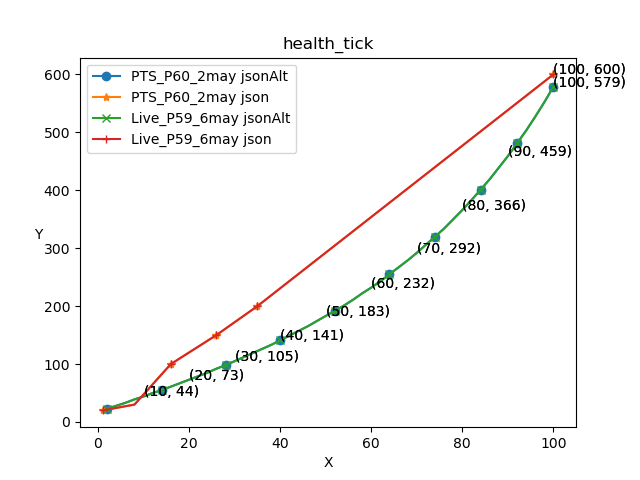 health_tick
PTS_P60_2may jsonAlt
PTS_P60_2may json
Live_P59_6may jsonAlt
Live_P59_6may json
(100, 600)
(100, 579)
(90, 459)
(80, 366)
(70, 292)
(60, 232)
(50, 183)
(40, 141)
(30, 105)
(20, 73)
(10, 44)
600
500
400
300
200
100
0
Y
0 20 40 60 80 100
X